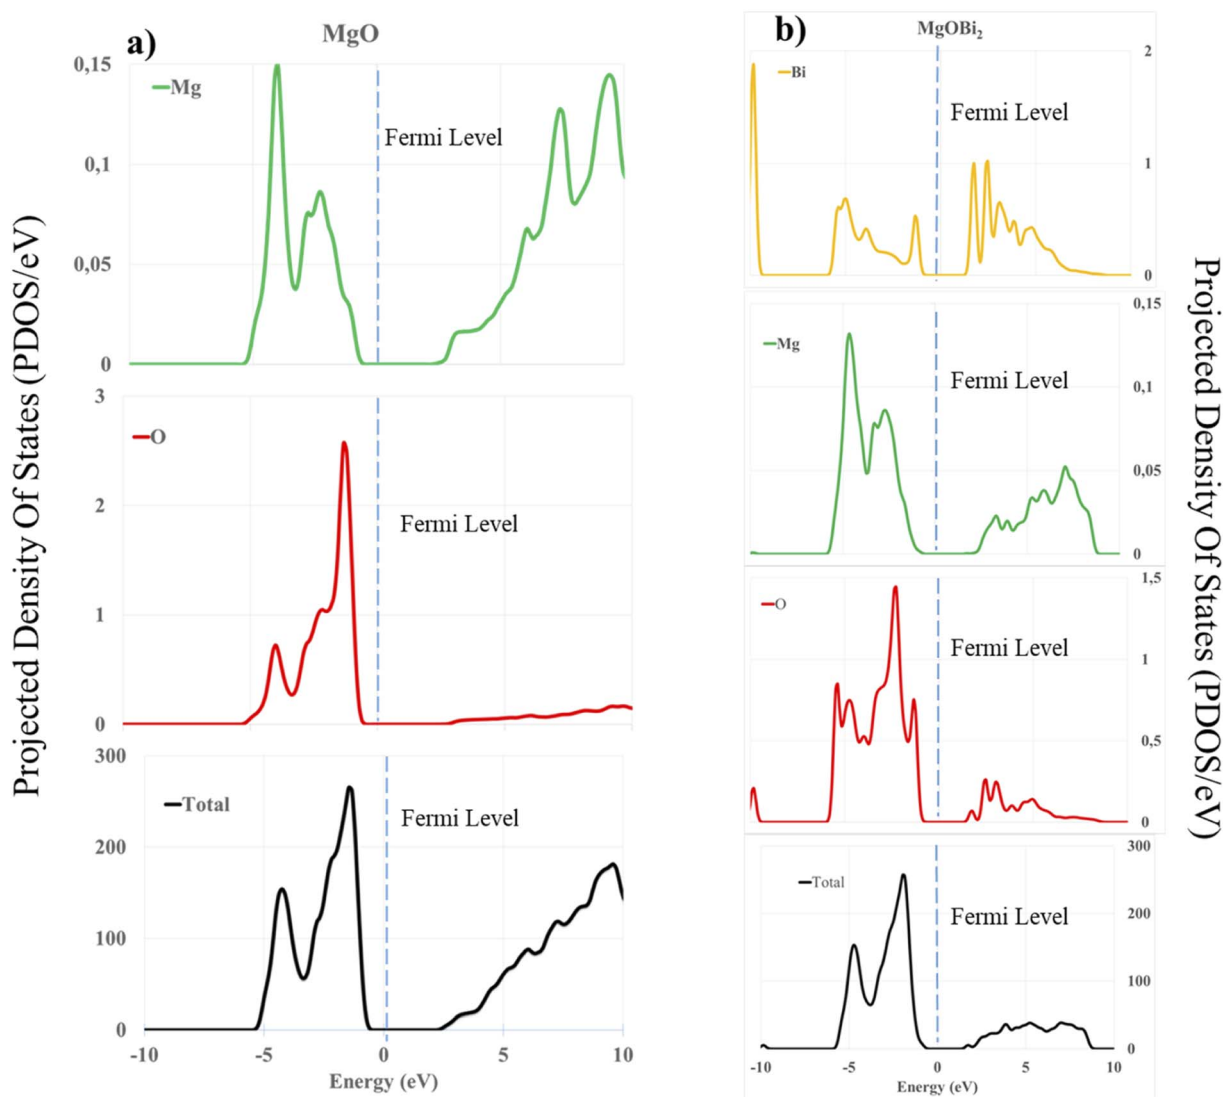 a)
MgO
0,15
Mg
Fermi Level
0,1
0,05
0
3
O
2
Fermi Level
1
0
300
Total
Fermi Level
200
100
0
-10 -5 0 5 10
Energy (eV)
Projected Density Of States (PDOS/eV)
b)
MgOBi₂
2
Bi
Fermi Level
1
0
0,15
Mg
Fermi Level
0,1
0,05
0
1,5
O
Fermi Level
1
0,5
0
300
Total
Fermi Level
200
100
0
-10 -5 0 5 10
Energy (eV)
Projected Density Of States (PDOS/eV)